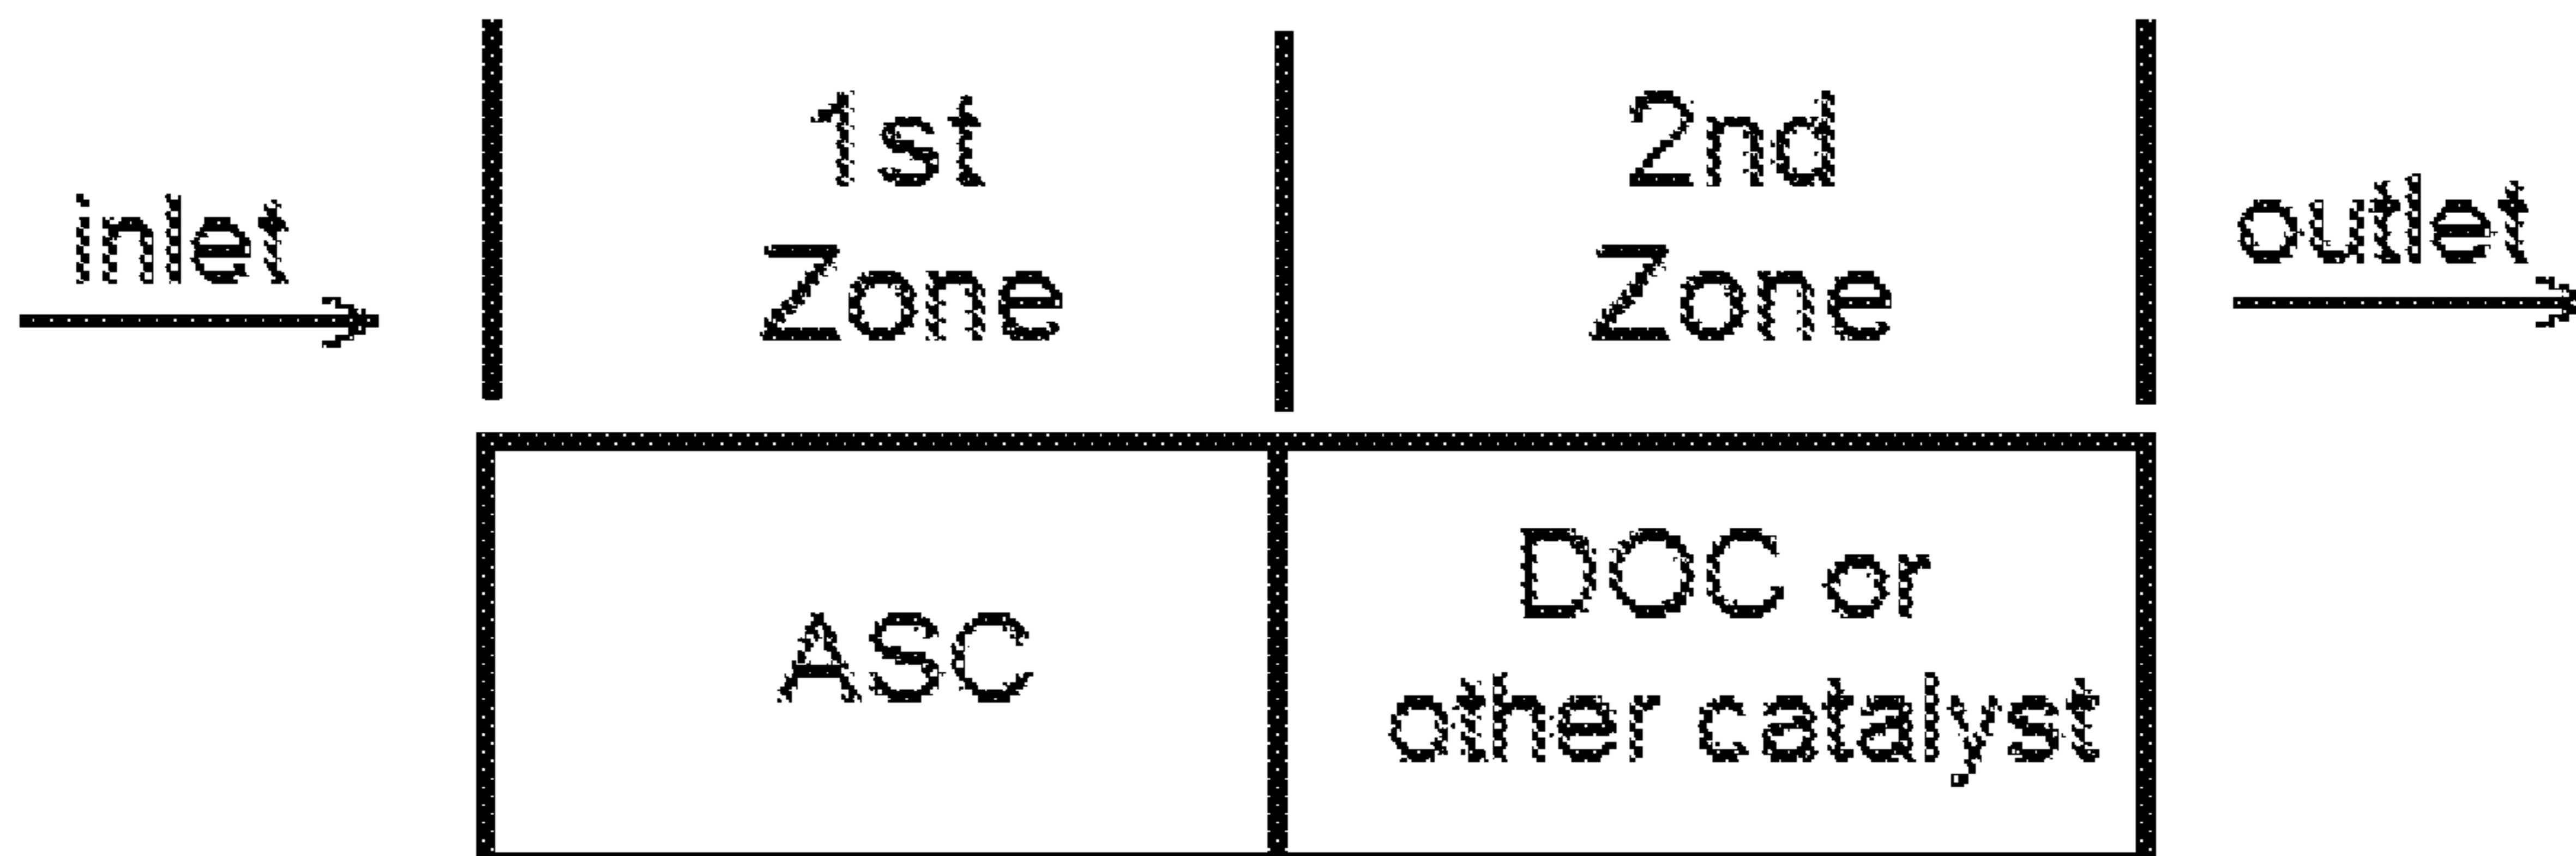 inlet
1st
Zone
2nd
Zone
outlet
ASC
DOC or
other catalyst